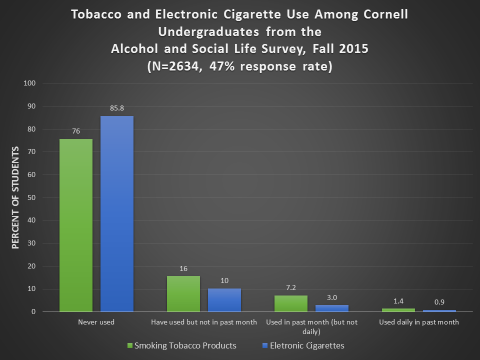 Tobacco and Electronic Cigarette Use Among Cornell
Undergraduates from the
Alcohol and Social Life Survey, Fall 2015
(N=2634, 47% response rate)
PERCENT OF STUDENTS
100
90
80
70
60
50
40
30
20
10
0
76
85.8
16
10
7.2
3.0
1.4
0.9
Never used
Have used but not in past month
Used in past month (but not
daily)
Used daily in past month
Smoking Tobacco Products
Eletronic Cigarettes